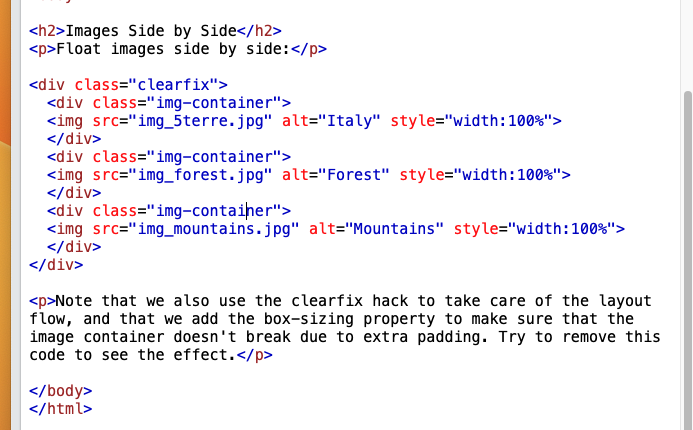 <h2>Images Side by Side</h2>
<p>Float images side by side:</p>
<div class="clearfix">
<div class="img-container">
<img src="img_5terre.jpg" alt="Italy" style="width:100%">
</div>
<div class="img-container">
<img src="img_forest.jpg" alt="Forest" style="width:100%">
</div>
<div class="img-container">
<img src="img_mountains.jpg" alt="Mountains" style="width:100%">
</div>
</div>
<p>Note that we also use the clearfix hack to take care of the layout
flow, and that we add the box-sizing property to make sure that the
image container doesn't break due to extra padding. Try to remove this
code to see the effect.</p>
</body>
</html>